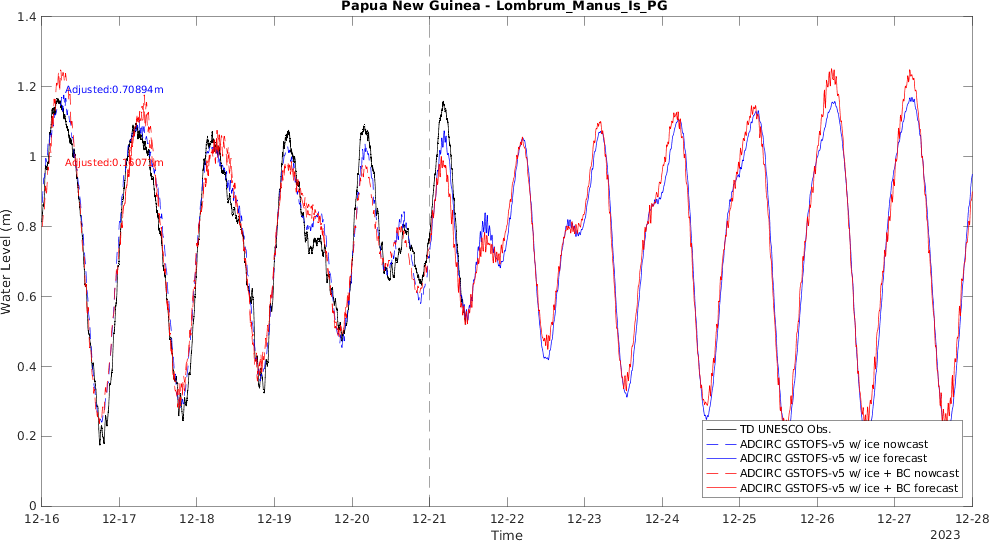 Papua New Guinea - Lombrum_Manus_Is_PG
1.4
1.2
1
0.8
0.6
0.4
0.2
0
Water Level (m)
Adjusted:0.70894m
TD UNESCO Obs.
ADCIRC GSTOFS-v5 w/ ice nowcast
ADCIRC GSTOFS-v5 w/ ice forecast
ADCIRC GSTOFS-v5 w/ ice + BC nowcast
ADCIRC GSTOFS-v5 w/ ice + BC forecast
12-16 12-17 12-18 12-19 12-20 12-21 12-22 12-23 12-24 12-25 12-26 12-27 12-28
Time
2023